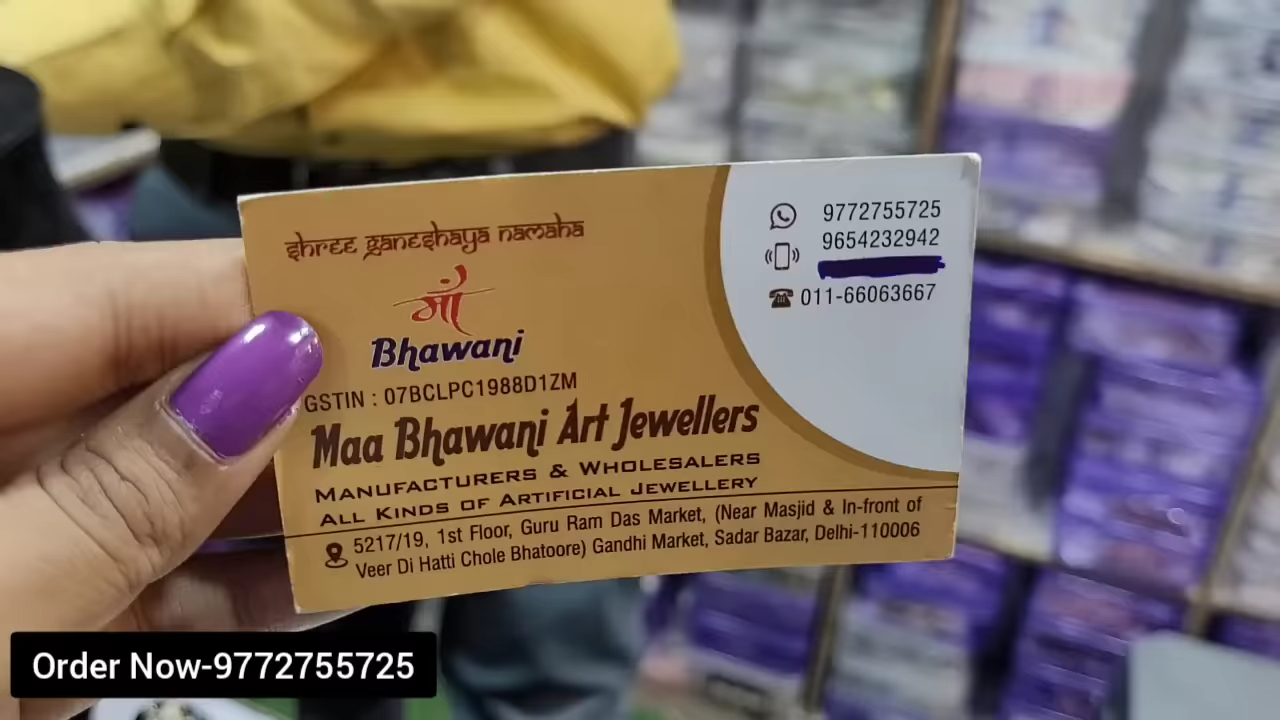 shree ganeshaya namaha
माँ
Bhawani
GSTIN : 07BCLPC1988D1ZM
Maa Bhawani Art Jewellers
MANUFACTURERS & WHOLESALERS
ALL KINDS OF ARTIFICIAL JEWELLERY
5217/19, 1st Floor, Guru Ram Das Market, (Near Masjid & In-front of
Veer Di Hatti Chole Bhatoore) Gandhi Market, Sadar Bazar, Delhi-110006
9772755725
9654232942
011-66063667
Order Now-9772755725